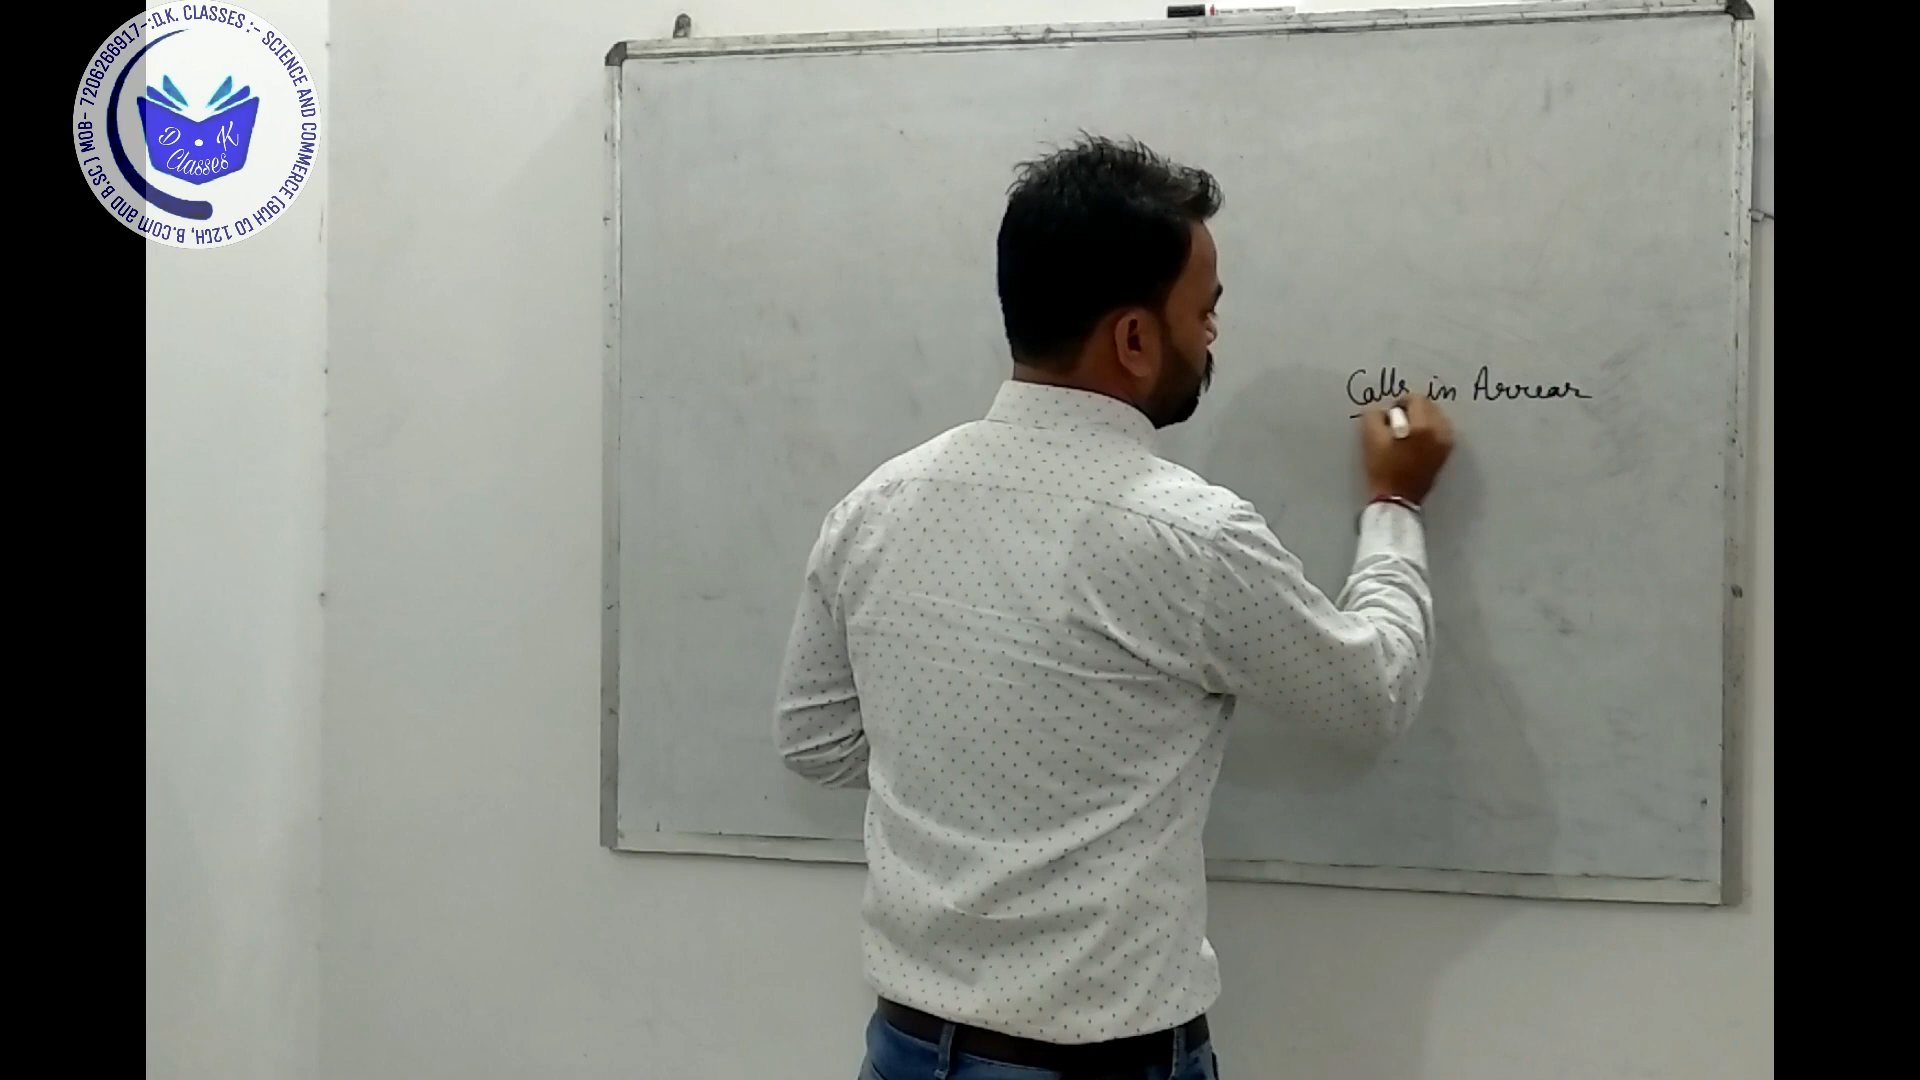 :D.K. CLASSES :- SCIENCE AND COMMERCE (9TH TO 12TH, B.COM and B.SC.) MOB- 7206266917-
D . K
Classes
Calls in Arrear